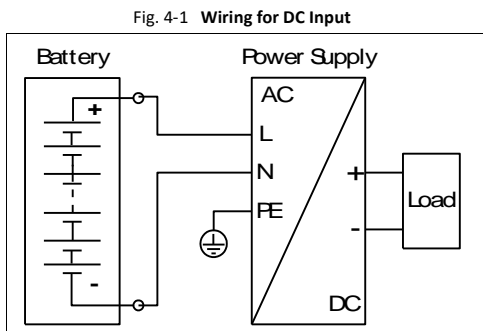 Fig. 4-1 Wiring for DC Input
Battery
Power Supply
+
-
AC
L
N
PE
+
-
DC
Load